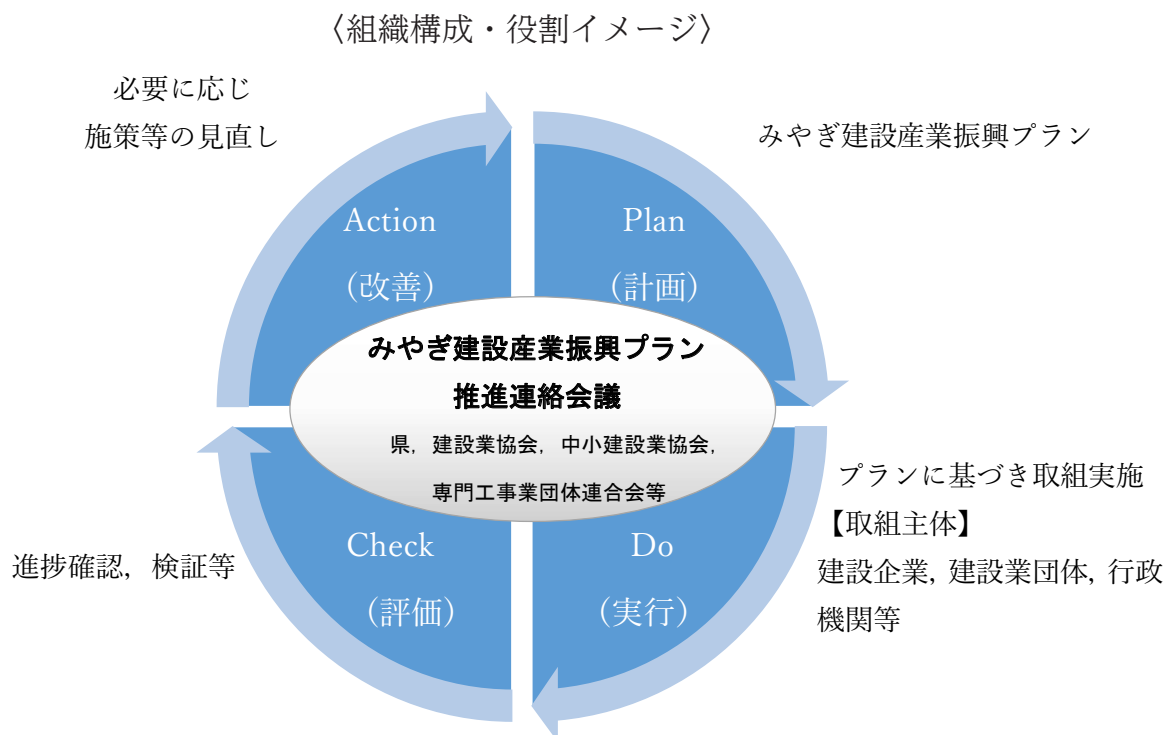 〈組織構成・役割イメージ〉
必要に応じ
施策等の見直し
みやぎ建設産業振興プラン
Action
(改善)
Plan
(計画)
みやぎ建設産業振興プラン
推進連絡会議
県，建設業協会，中小建設業協会，
専門工事業団体連合会等
プランに基づき取組実施
【取組主体】
建設企業，建設業団体，行政
機関等
進捗確認，検証等
Check
(評価)
Do
(実行)